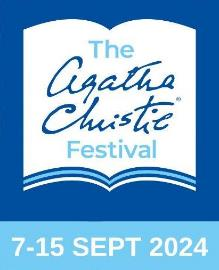 The
Agatha
Christie®
Festival
7-15 SEPT 2024